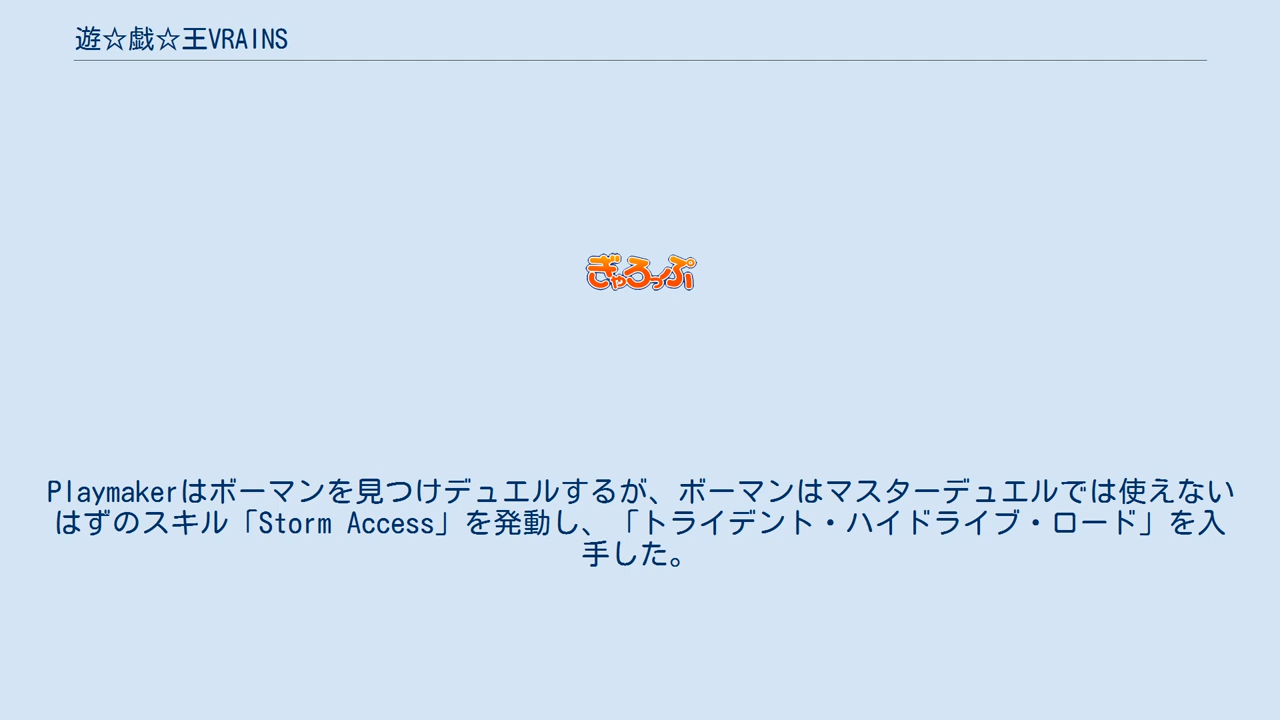 遊☆戯☆王VRAINS
ぎゃろっぷ
Playmakerはボーマンを見つけデュエルするが、ボーマンはマスターデュエルでは使えない
はずのスキル「Storm Access」を発動し、「トライデント・ハイドライブ・ロード」を入
手した。